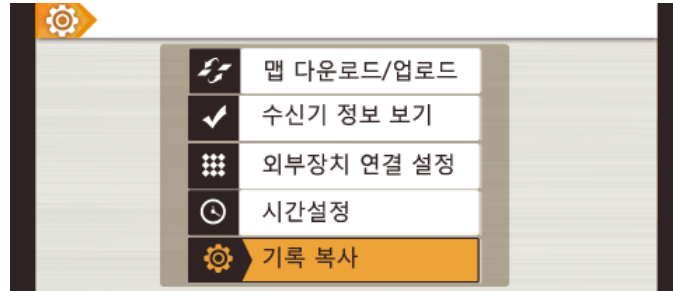 맵 다운로드/업로드
수신기 정보 보기
외부장치 연결 설정
시간설정
기록 복사